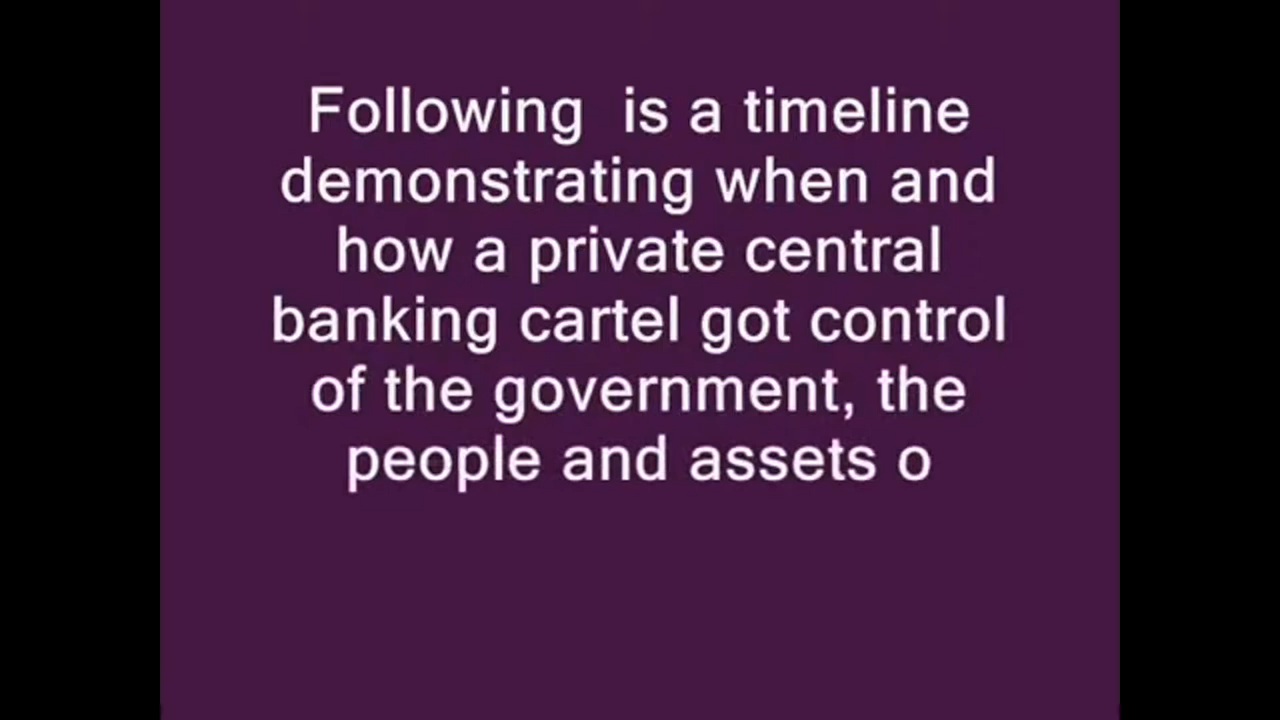 Following  is a timeline
demonstrating when and
how a private central
banking cartel got control
of the government, the
people and assets o